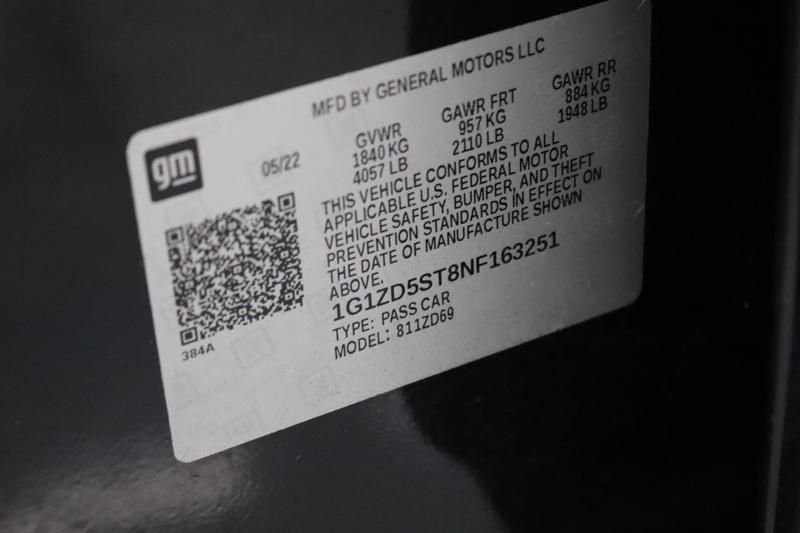 MFD BY GENERAL MOTORS LLC
gm
05/22
GVWR
1840 KG
4057 LB
GAWR FRT
957 KG
2110 LB
GAWR RR
884 KG
1948 LB
THIS VEHICLE CONFORMS TO ALL
APPLICABLE U.S. FEDERAL MOTOR
VEHICLE SAFETY, BUMPER, AND THEFT
PREVENTION STANDARDS IN EFFECT ON
THE DATE OF MANUFACTURE SHOWN
ABOVE.
1G1ZD5ST8NF163251
TYPE: PASS CAR
MODEL: 811ZD69
384A